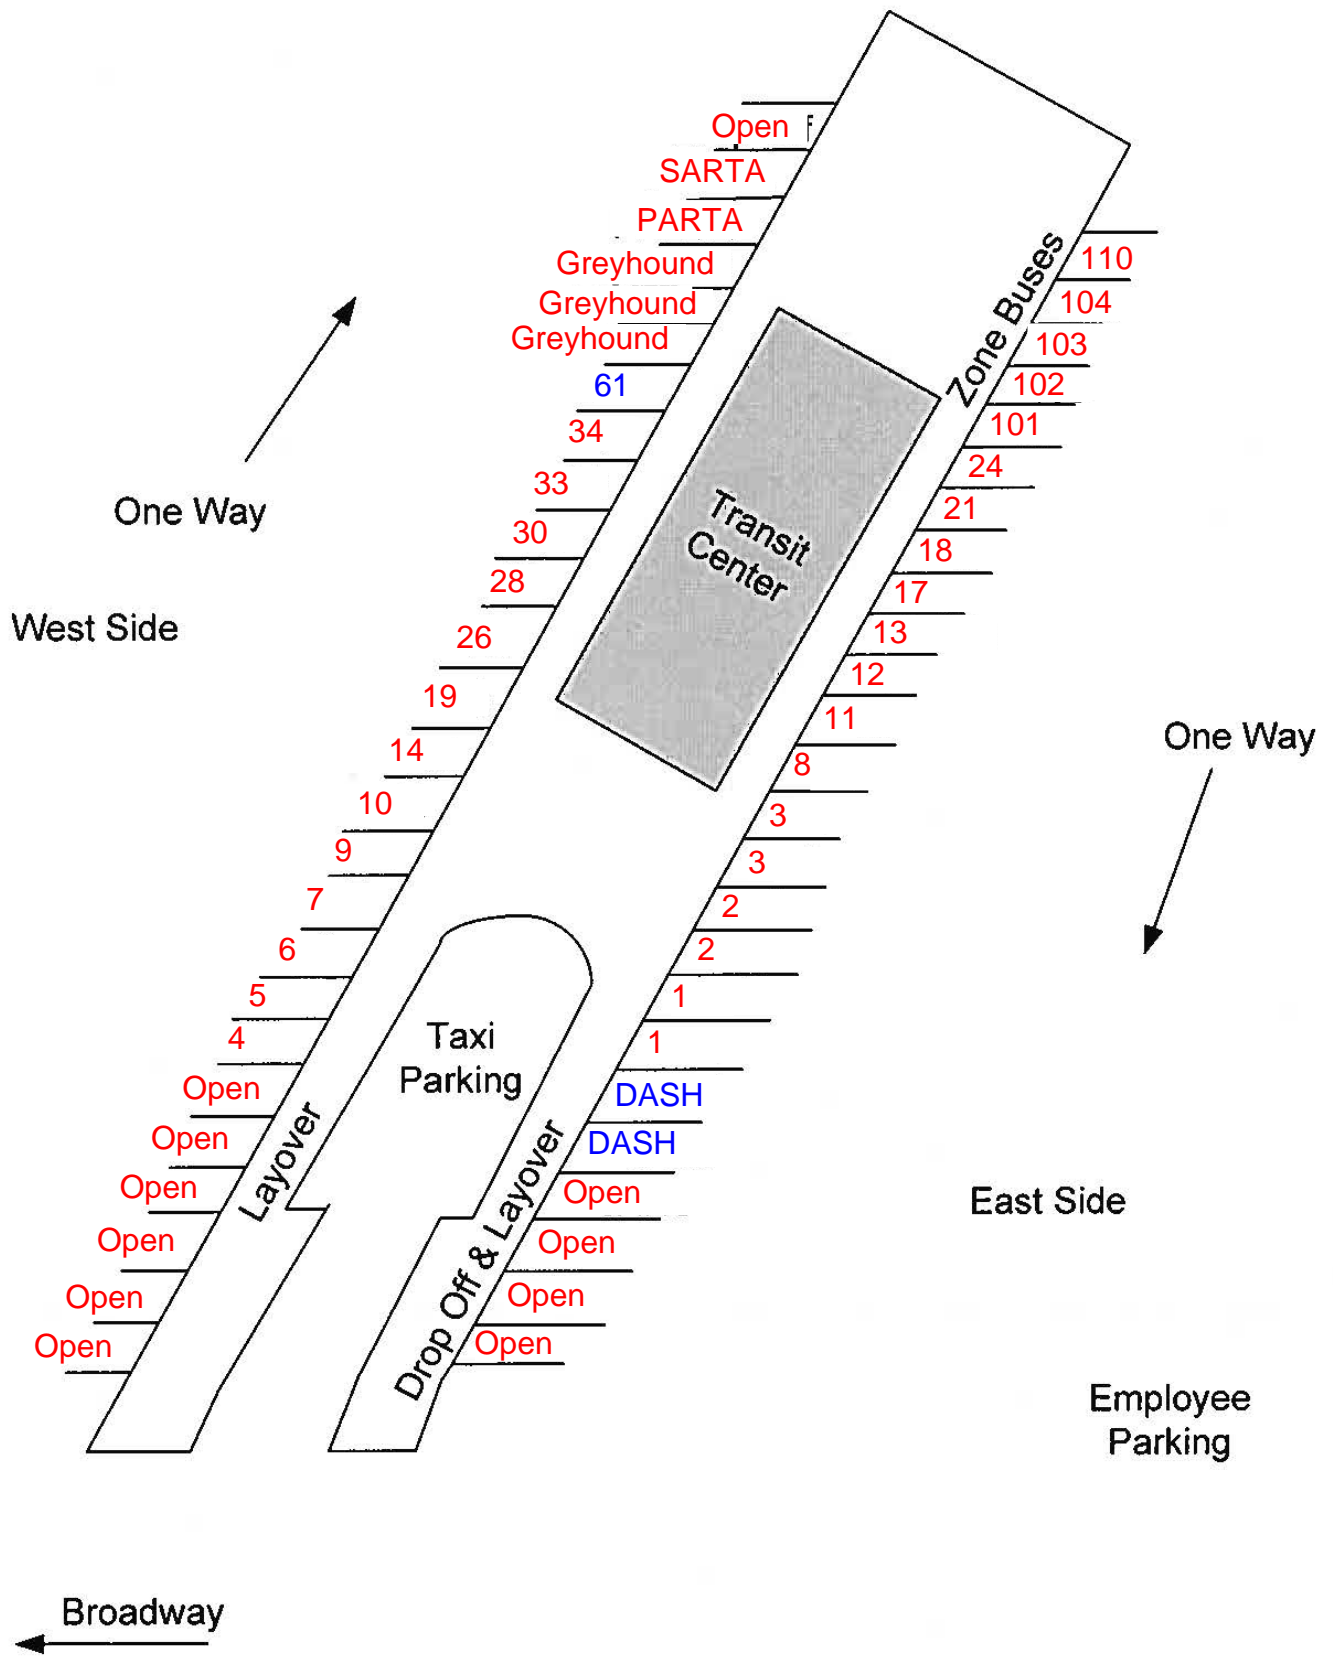 Open
SARTA
PARTA
Greyhound
Greyhound
Greyhound
61
34
33
30
28
26
19
14
10
9
7
6
5
4
Open
Open
Open
Open
Open
Open
One Way
West Side
Layover
Taxi
Parking
Transit
Center
Zone Buses
110
104
103
102
101
24
21
18
17
13
12
11
8
3
3
2
2
1
1
DASH
DASH
Open
Open
Open
Open
Drop Off & Layover
One Way
East Side
Employee
Parking
Broadway